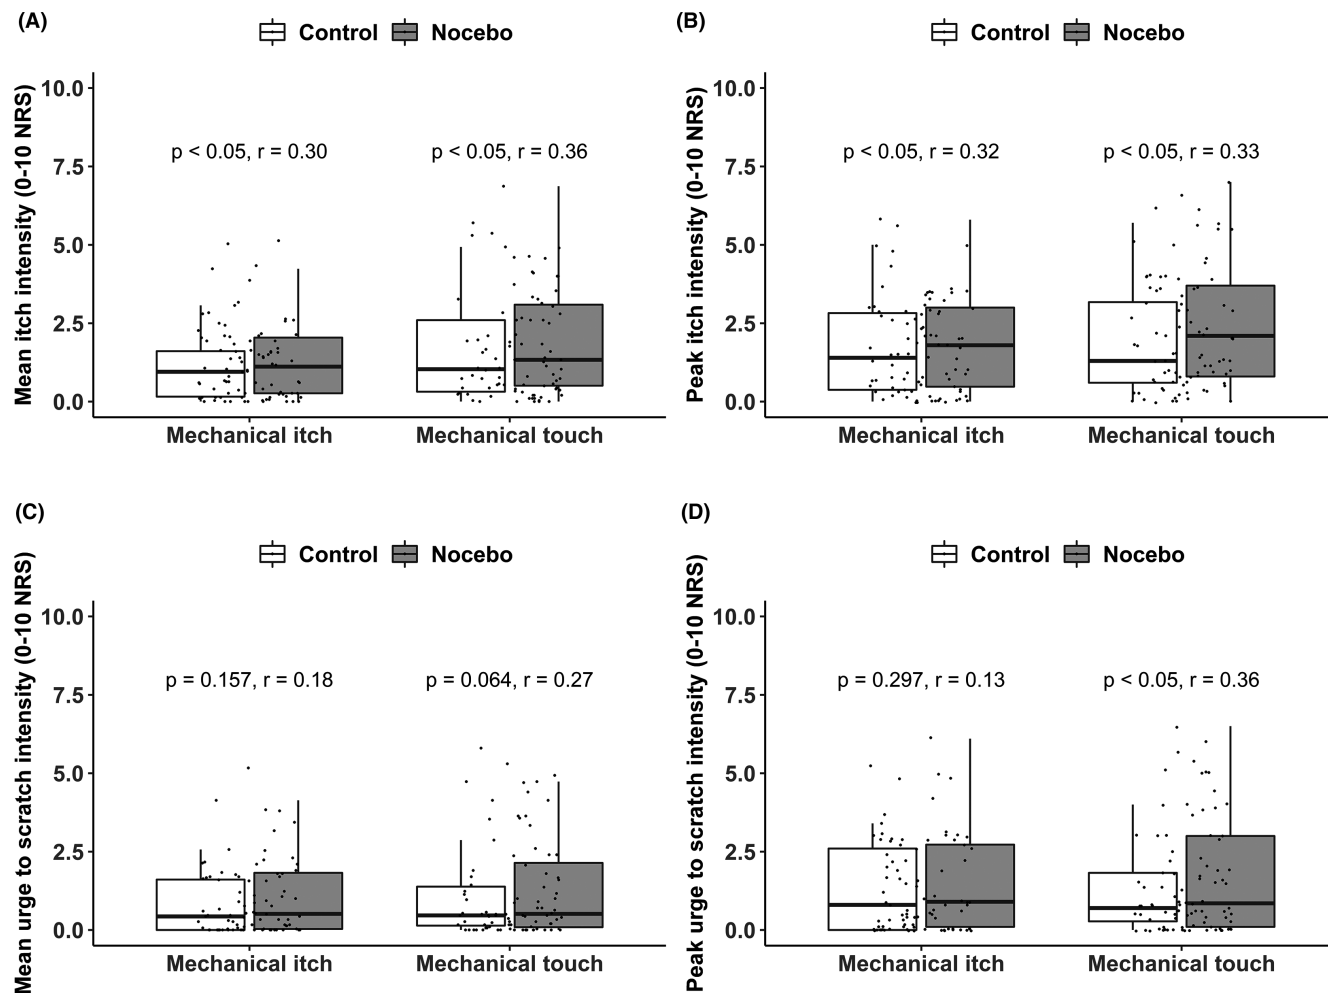 (A)
Control Nocebo
Mean itch intensity (0-10 NRS)
10.0
7.5
5.0
2.5
0.0
p < 0.05, r = 0.30
p < 0.05, r = 0.36
Mechanical itch
Mechanical touch
(B)
Control Nocebo
Peak itch intensity (0-10 NRS)
10.0
7.5
5.0
2.5
0.0
p < 0.05, r = 0.32
p < 0.05, r = 0.33
Mechanical itch
Mechanical touch
(C)
Control Nocebo
Mean urge to scratch intensity (0-10 NRS)
10.0
7.5
5.0
2.5
0.0
p = 0.157, r = 0.18
p = 0.064, r = 0.27
Mechanical itch
Mechanical touch
(D)
Control Nocebo
Peak urge to scratch intensity (0-10 NRS)
10.0
7.5
5.0
2.5
0.0
p = 0.297, r = 0.13
p < 0.05, r = 0.36
Mechanical itch
Mechanical touch